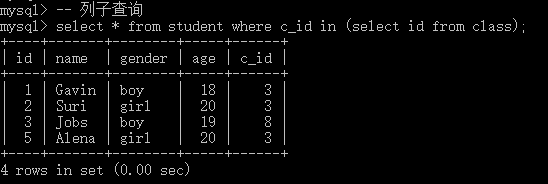 mysql> -- 列子查询
mysql> select * from student where c_id in (select id from class);
+----+-------+--------+------+------+
| id | name | gender | age | c_id |
+----+-------+--------+------+------+
| 1 | Gavin | boy | 18 | 3 |
| 2 | Suri | girl | 20 | 3 |
| 3 | Jobs | boy | 19 | 8 |
| 5 | Alena | girl | 20 | 3 |
+----+-------+--------+------+------+
4 rows in set (0.00 sec)